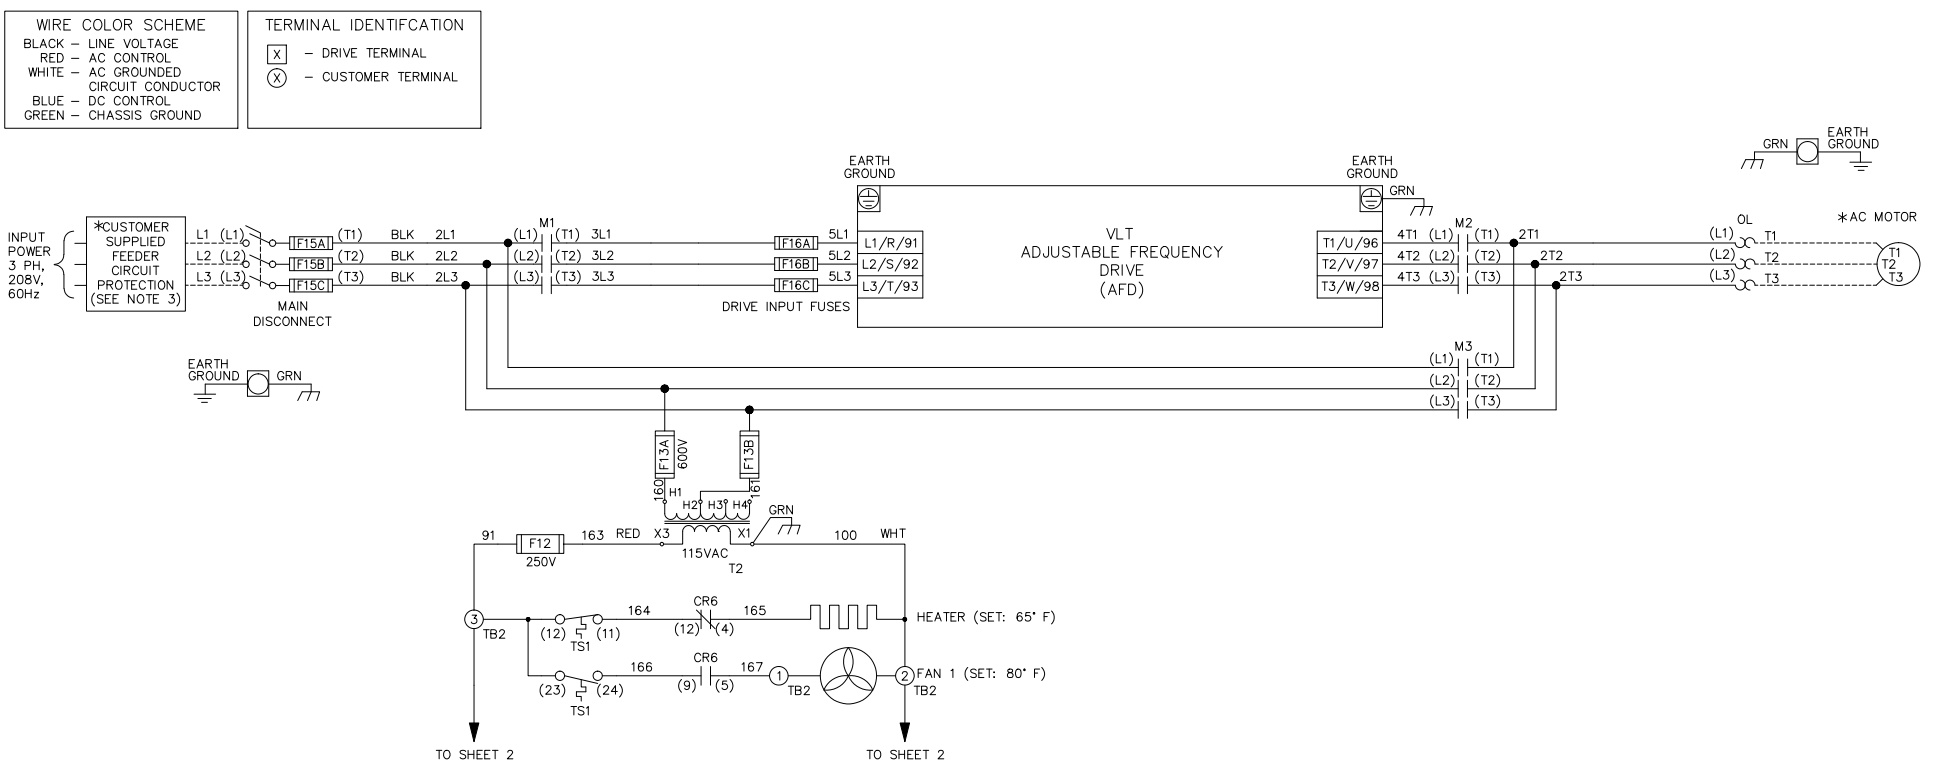 WIRE COLOR SCHEME
BLACK – LINE VOLTAGE
RED – AC CONTROL
WHITE – AC GROUNDED
CIRCUIT CONDUCTOR
BLUE – DC CONTROL
GREEN – CHASSIS GROUND
TERMINAL IDENTIFCATION
X – DRIVE TERMINAL
X – CUSTOMER TERMINAL
INPUT
POWER
3 PH,
208V,
60Hz
*CUSTOMER
SUPPLIED
FEEDER
CIRCUIT
PROTECTION
(SEE NOTE 3)
L1 (L1) F15A (T1) BLK 2L1
L2 (L2) F15B (T2) BLK 2L2
L3 (L3) F15C (T3) BLK 2L3
MAIN
DISCONNECT
M1
(L1) (T1) 3L1
(L2) (T2) 3L2
(L3) (T3) 3L3
F16A 5L1
F16B 5L2
F16C 5L3
DRIVE INPUT FUSES
EARTH
GROUND
L1/R/91
L2/S/92
L3/T/93
VLT
ADJUSTABLE FREQUENCY
DRIVE
(AFD)
EARTH
GROUND
GRN
T1/U/96
T2/V/97
T3/W/98
M2
4T1 (L1) (T1) 2T1
4T2 (L2) (T2) 2T2
4T3 (L3) (T3) 2T3
GRN
EARTH
GROUND
OL
*AC MOTOR
(L1) T1
(L2) T2
(L3) T3
T1
T2
T3
EARTH
GROUND
GRN
M3
(L1) (T1)
(L2) (T2)
(L3) (T3)
F13A
600V
F13B
160
161
H1
H2 H3 H4
GRN
91 F12 163 RED X3 X1 100 WHT
250V
115VAC
T2
3
TB2
(12) (11)
TS1
164
CR6
(12) (4)
165
HEATER (SET: 65° F)
(23) (24)
TS1
166
CR6
(9) (5)
167
1
TB2
2
TB2
FAN 1 (SET: 80° F)
TO SHEET 2
TO SHEET 2